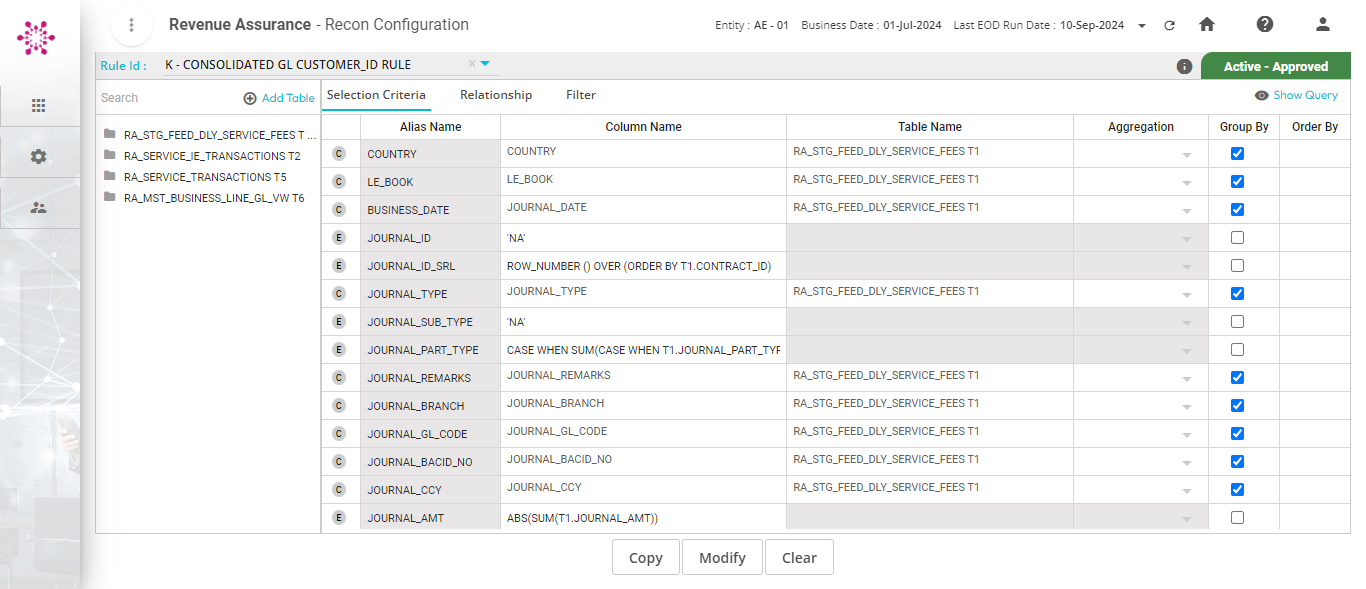 Revenue Assurance - Recon Configuration
Entity : AE - 01 Business Date : 01-Jul-2024 Last EOD Run Date : 10-Sep-2024
Rule Id : K - CONSOLIDATED GL CUSTOMER_ID RULE × Active - Approved
Search Add Table
RA_STG_FEED_DLY_SERVICE_FEES T ...
RA_SERVICE_IE_TRANSACTIONS T2
RA_SERVICE_TRANSACTIONS T5
RA_MST_BUSINESS_LINE_GL_VW T6
Selection Criteria Relationship Filter Show Query
Alias Name Column Name Table Name Aggregation Group By Order By
C COUNTRY COUNTRY RA_STG_FEED_DLY_SERVICE_FEES T1
C LE_BOOK LE_BOOK RA_STG_FEED_DLY_SERVICE_FEES T1
C BUSINESS_DATE JOURNAL_DATE RA_STG_FEED_DLY_SERVICE_FEES T1
E JOURNAL_ID 'NA'
E JOURNAL_ID_SRL ROW_NUMBER () OVER (ORDER BY T1.CONTRACT_ID)
C JOURNAL_TYPE JOURNAL_TYPE RA_STG_FEED_DLY_SERVICE_FEES T1
E JOURNAL_SUB_TYPE 'NA'
E JOURNAL_PART_TYPE CASE WHEN SUM(CASE WHEN T1.JOURNAL_PART_TYF
C JOURNAL_REMARKS JOURNAL_REMARKS RA_STG_FEED_DLY_SERVICE_FEES T1
C JOURNAL_BRANCH JOURNAL_BRANCH RA_STG_FEED_DLY_SERVICE_FEES T1
C JOURNAL_GL_CODE JOURNAL_GL_CODE RA_STG_FEED_DLY_SERVICE_FEES T1
C JOURNAL_BACID_NO JOURNAL_BACID_NO RA_STG_FEED_DLY_SERVICE_FEES T1
C JOURNAL_CCY JOURNAL_CCY RA_STG_FEED_DLY_SERVICE_FEES T1
E JOURNAL_AMT ABS(SUM(T1.JOURNAL_AMT))
Copy Modify Clear